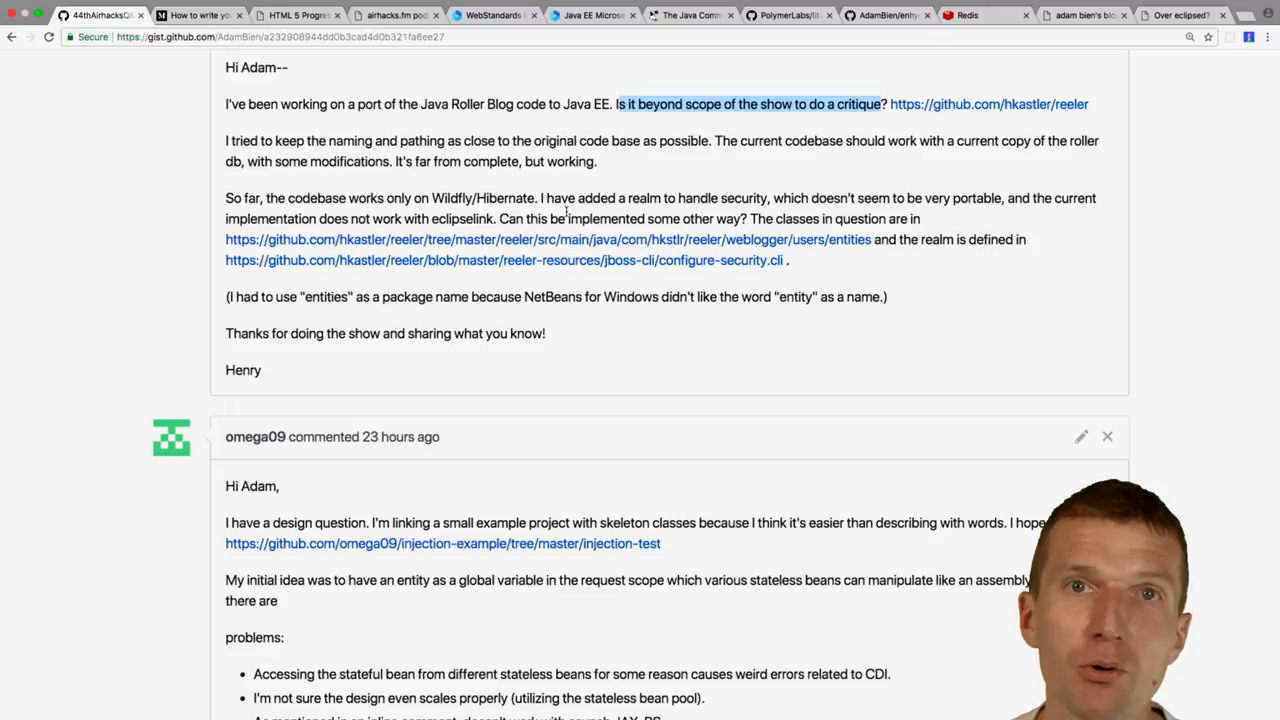 44thAirhacksQ&
How to write you
HTML 5 Progres
airhacks.fm pod
WebStandards
Java EE Microse
The Java Comm
PolymerLabs/lit-
AdamBien/enhy
Redis
adam bien's blo
Over eclipsed?
Secure https://gist.github.com/AdamBien/a232908944dd0b3cad4d0b321fa6ee27
Hi Adam--
I've been working on a port of the Java Roller Blog code to Java EE. Is it beyond scope of the show to do a critique? https://github.com/hkastler/reeler
I tried to keep the naming and pathing as close to the original code base as possible. The current codebase should work with a current copy of the roller
db, with some modifications. It's far from complete, but working.
So far, the codebase works only on Wildfly/Hibernate. I have added a realm to handle security, which doesn't seem to be very portable, and the current
implementation does not work with eclipselink. Can this be implemented some other way? The classes in question are in
https://github.com/hkastler/reeler/tree/master/reeler/src/main/java/com/hkstlr/reeler/weblogger/users/entities and the realm is defined in
https://github.com/hkastler/reeler/blob/master/reeler-resources/jboss-cli/configure-security.cli .
(I had to use "entities" as a package name because NetBeans for Windows didn't like the word "entity" as a name.)
Thanks for doing the show and sharing what you know!
Henry
omega09 commented 23 hours ago
Hi Adam,
I have a design question. I'm linking a small example project with skeleton classes because I think it's easier than describing with words. I hope
https://github.com/omega09/injection-example/tree/master/injection-test
My initial idea was to have an entity as a global variable in the request scope which various stateless beans can manipulate like an assembly
there are
problems:
• Accessing the stateful bean from different stateless beans for some reason causes weird errors related to CDI.
• I'm not sure the design even scales properly (utilizing the stateless bean pool).